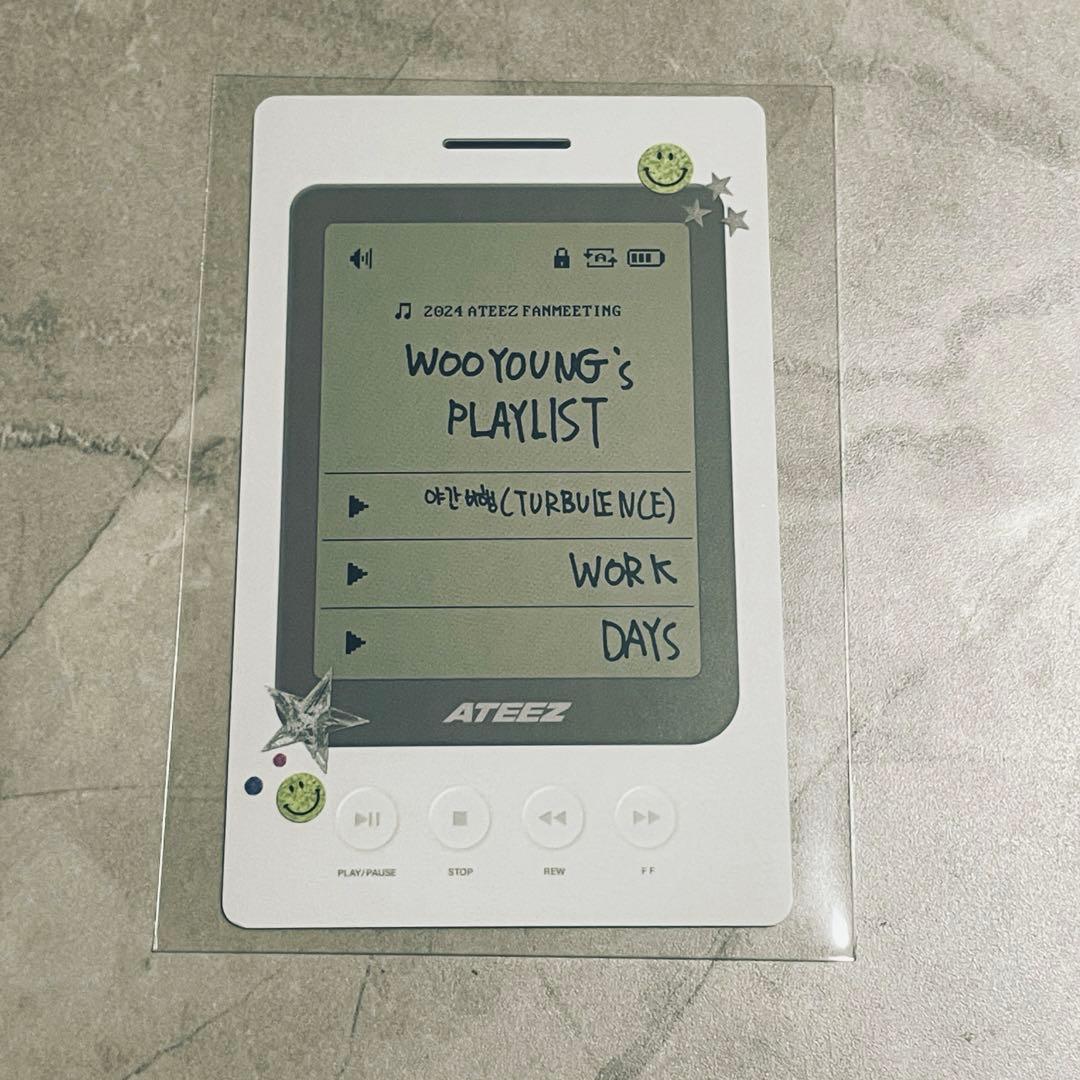 2024 ATEEZ FANMEETING
WOOYOUNG's
PLAYLIST
야간비행(TURBULENCE)
WORK
DAYS
ATEEZ
PLAY/PAUSE STOP REW FF